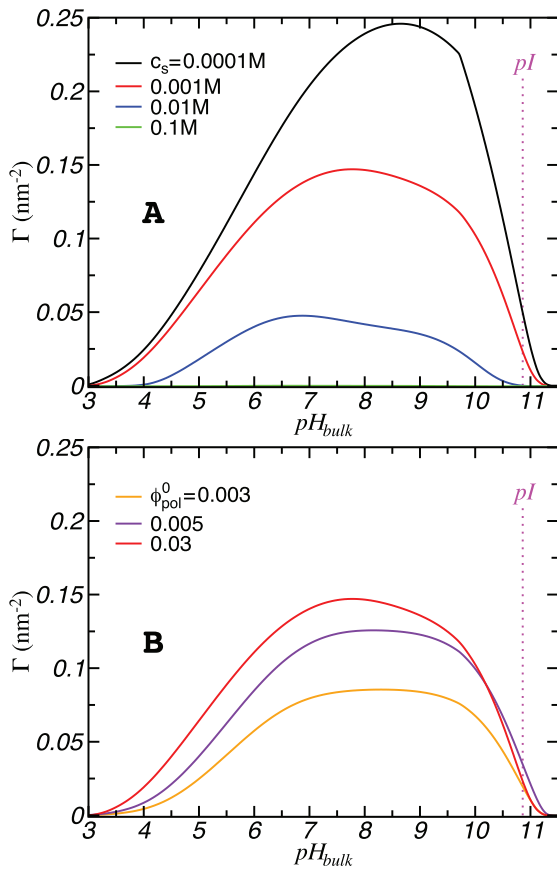 0.25
c_s=0.0001M
0.001M
0.01M
0.1M
pI
0.2
0.15
Γ (nm⁻²)
A
0.1
0.05
0
3 4 5 6 7 8 9 10 11
pH_bulk
0.25
ϕ⁰_pol=0.003
0.005
0.03
pI
0.2
0.15
Γ (nm⁻²)
B
0.1
0.05
0
3 4 5 6 7 8 9 10 11
pH_bulk